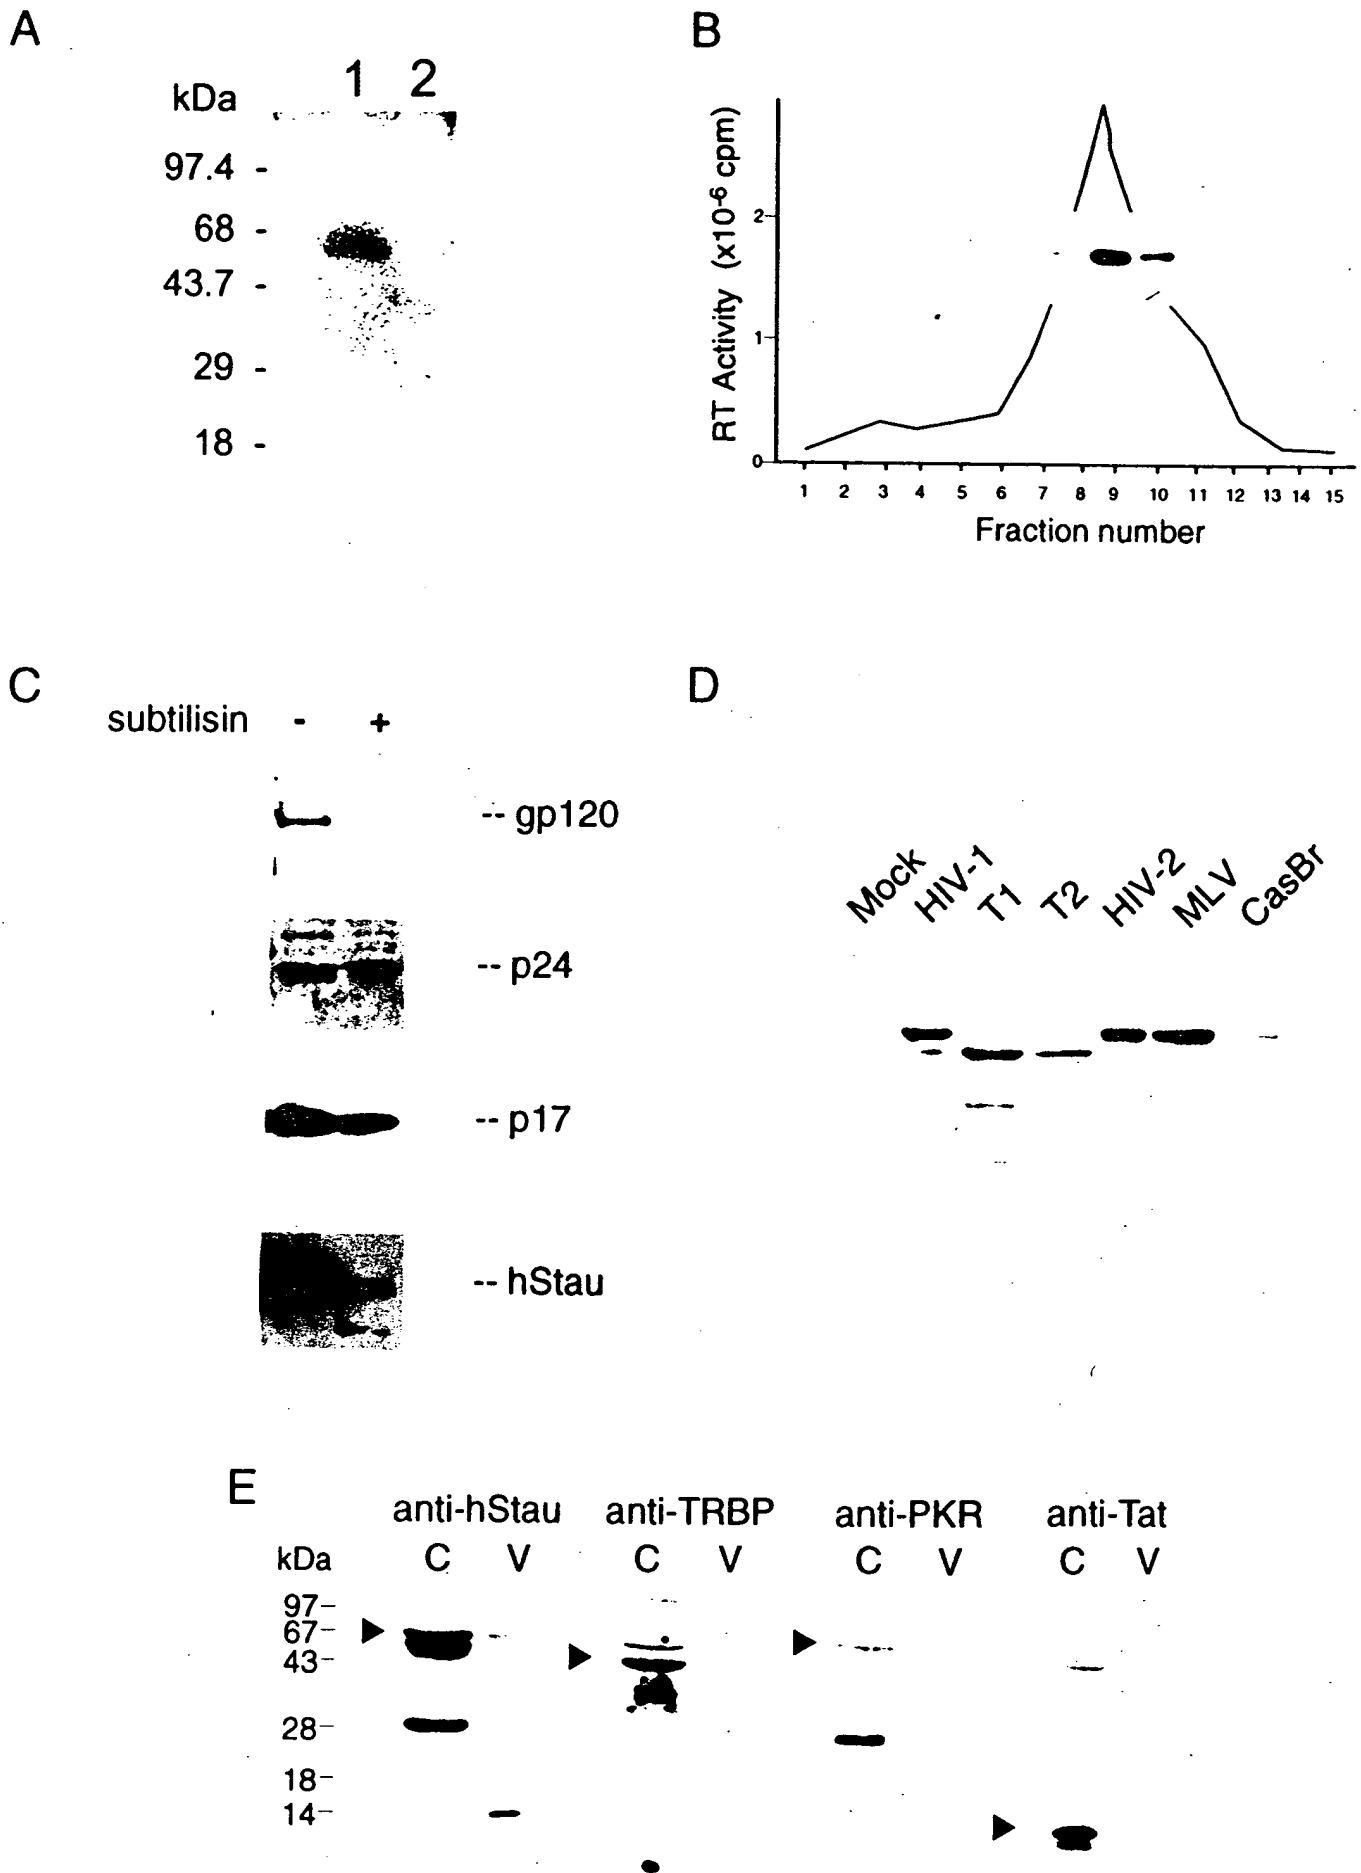 A
1 2
kDa
97.4 -
68 -
43.7 -
29 -
18 -
B
RT Activity (x10-6 cpm)
2
1
0
1 2 3 4 5 6 7 8 9 10 11 12 13 14 15
Fraction number
C
subtilisin - +
-- gp120
-- p24
-- p17
-- hStau
D
Mock HIV-1 T1 T2 HIV-2 MLV CasBr
E
anti-hStau anti-TRBP anti-PKR anti-Tat
kDa C V C V C V C V
97-
67-
43-
28-
18-
14-